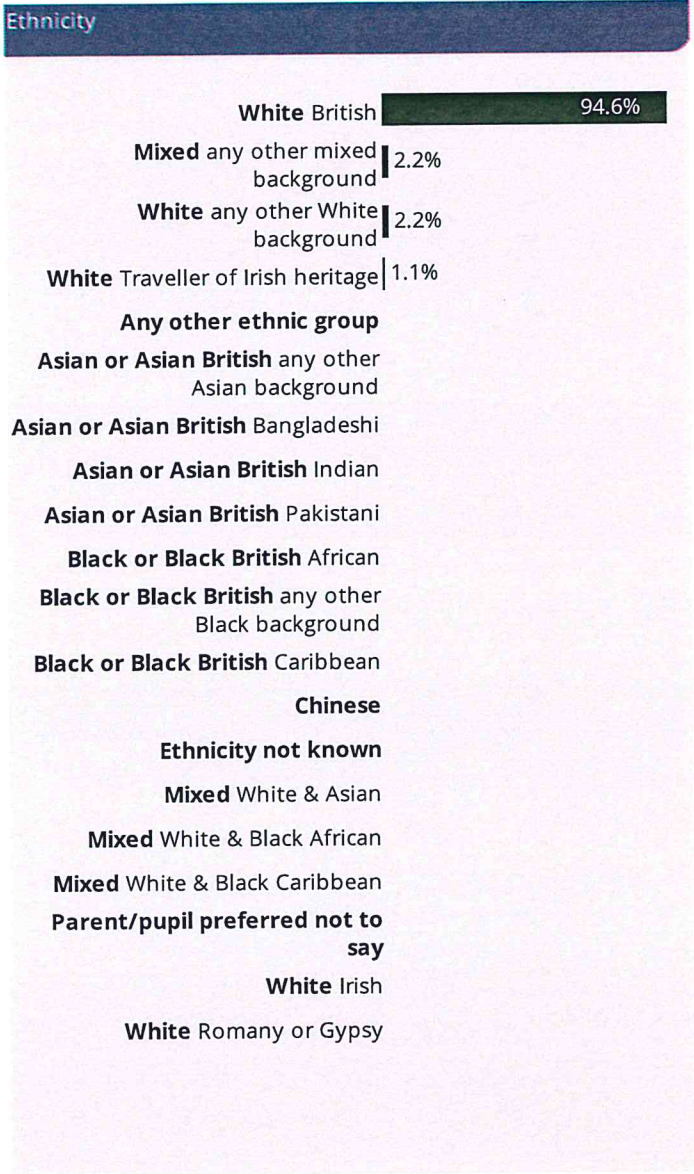 Ethnicity
White British 94.6%
Mixed any other mixed
background 2.2%
White any other White
background 2.2%
White Traveller of Irish heritage 1.1%
Any other ethnic group
Asian or Asian British any other
Asian background
Asian or Asian British Bangladeshi
Asian or Asian British Indian
Asian or Asian British Pakistani
Black or Black British African
Black or Black British any other
Black background
Black or Black British Caribbean
Chinese
Ethnicity not known
Mixed White & Asian
Mixed White & Black African
Mixed White & Black Caribbean
Parent/pupil preferred not to
say
White Irish
White Romany or Gypsy